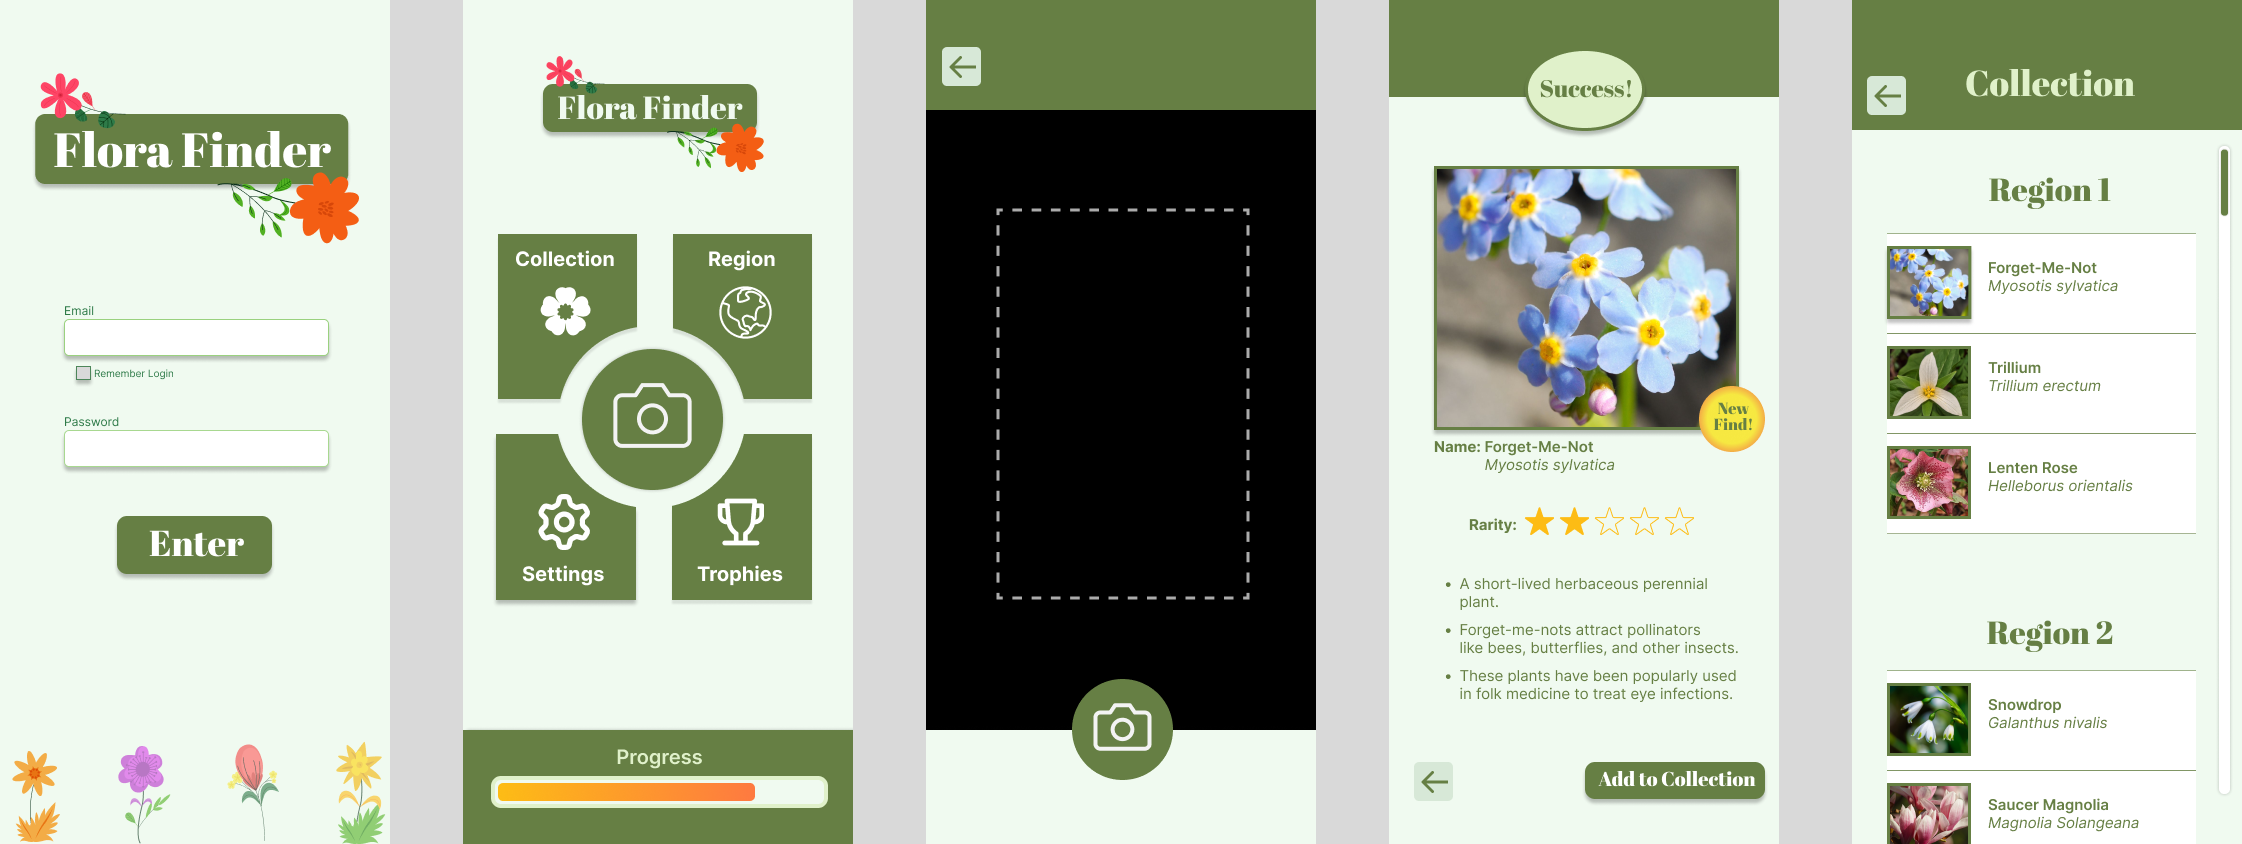 Flora Finder
Email
Remember Login
Password
Enter
Flora Finder
Collection
Region
Settings
Trophies
Progress
Success!
New
Find!
Name: Forget-Me-Not
Myosotis sylvatica
Rarity:
• A short-lived herbaceous perennial
plant.
• Forget-me-nots attract pollinators
like bees, butterflies, and other insects.
• These plants have been popularly used
in folk medicine to treat eye infections.
Add to Collection
Collection
Region 1
Forget-Me-Not
Myosotis sylvatica
Trillium
Trillium erectum
Lenten Rose
Helleborus orientalis
Region 2
Snowdrop
Galanthus nivalis
Saucer Magnolia
Magnolia Solangeana